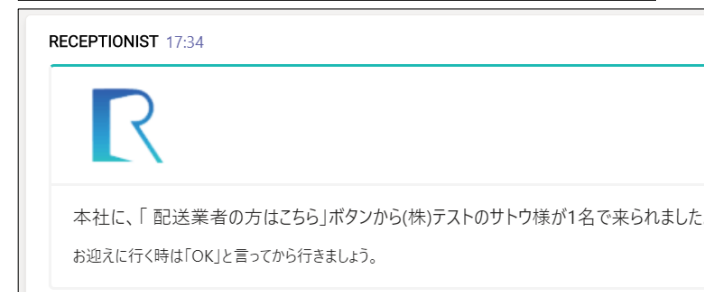 RECEPTIONIST 17:34
R
本社に、「 配送業者の方はこちら」ボタンから(株)テストのサトウ様が1名で来られました
お迎えに行く時は「OK」と言ってから行きましょう。